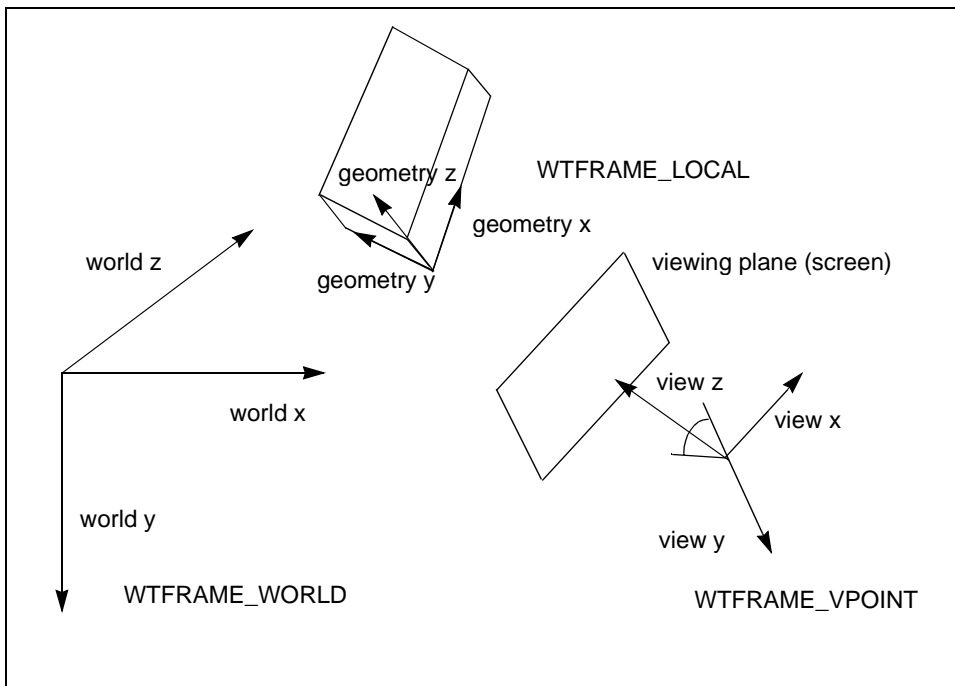 geometry z
WTFRAME_LOCAL
geometry x
world z
geometry y
viewing plane (screen)
world x
view z
view x
world y
view y
WTFRAME_WORLD
WTFRAME_VPOINT